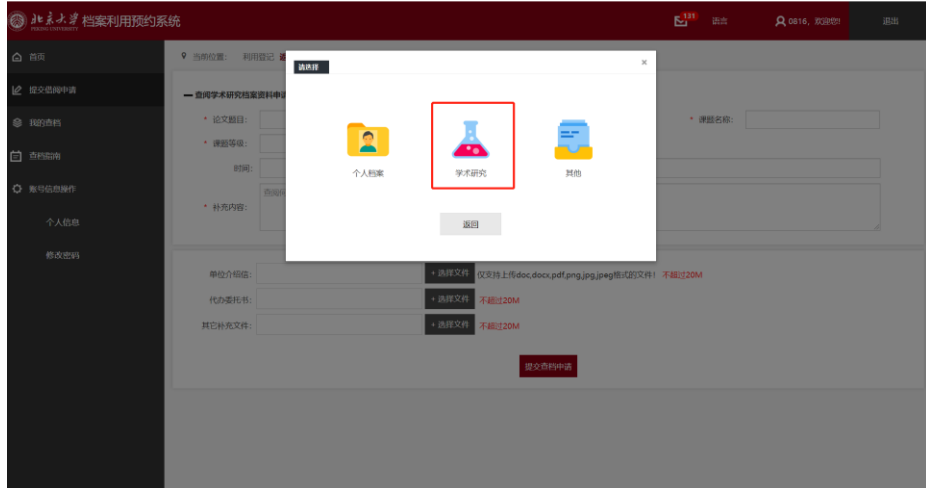 北京大学 档案利用预约系统
PEKING UNIVERSITY
131
语言
0816，欢迎您!
退出
首页
提交借阅申请
我的查档
查档指南
账号信息操作
个人信息
修改密码
当前位置： 利用登记
请选择
×
查阅学术研究档案资料申
* 论文题目：
* 课题名称：
* 课题等级：
时间：
* 补充内容：
个人档案
学术研究
其他
返回
单位介绍信：
+ 选择文件
仅支持上传doc,docx,pdf,png,jpg,jpeg格式的文件! 不超过20M
代办委托书：
+ 选择文件
不超过20M
其它补充文件：
+ 选择文件
不超过20M
提交查档申请